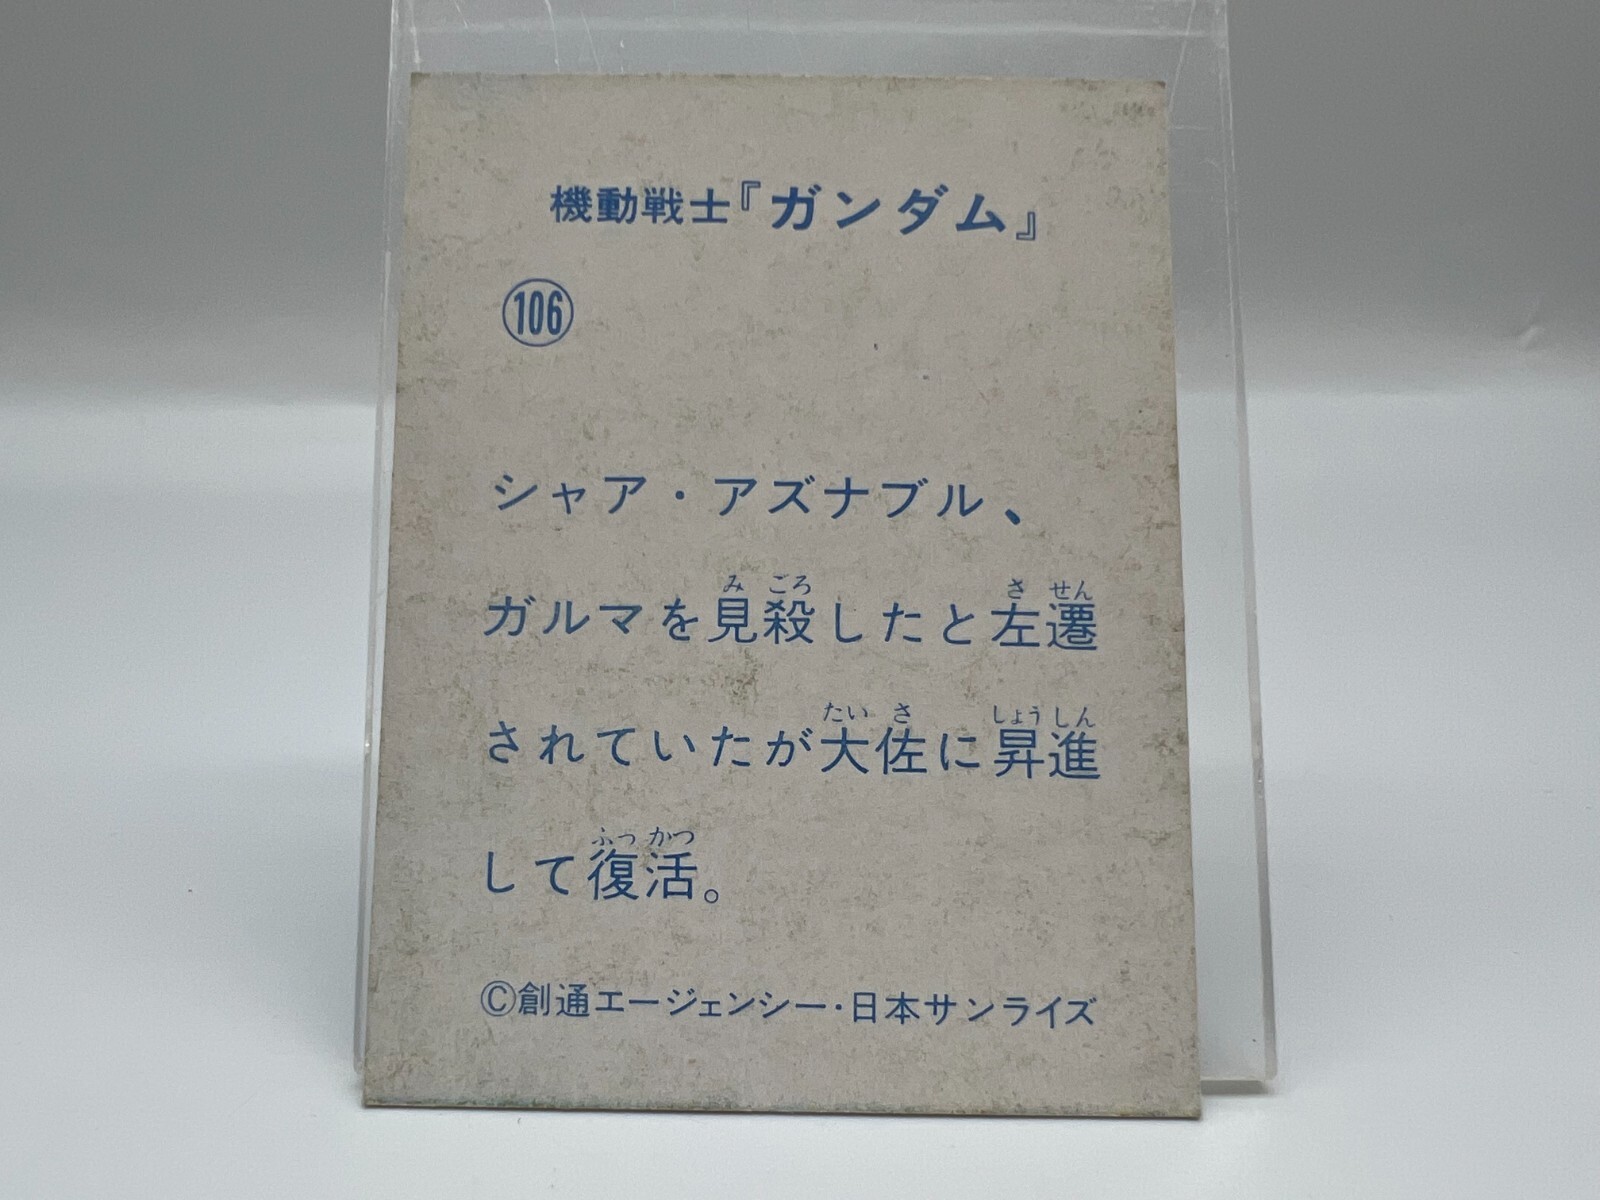 機動戦士『ガンダム』
106
シャア・アズナブル、
み ごろ さ せん
ガルマを見殺したと左遷
たい さ しょう しん
されていたが大佐に昇進
ふっ かつ
して復活。
©創通エージェンシー・日本サンライズ